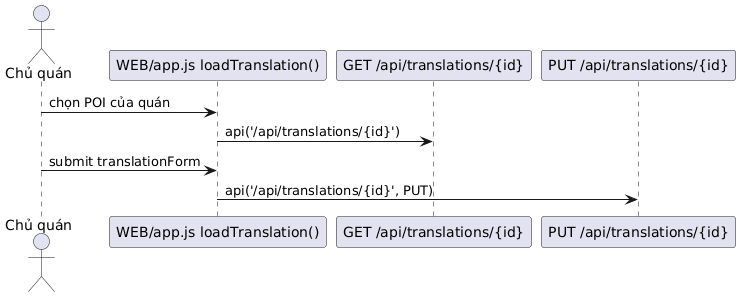 Chủ quán
WEB/app.js loadTranslation()
GET /api/translations/{id}
PUT /api/translations/{id}
chọn POI của quán
api('/api/translations/{id}')
submit translationForm
api('/api/translations/{id}', PUT)
Chủ quán
WEB/app.js loadTranslation()
GET /api/translations/{id}
PUT /api/translations/{id}